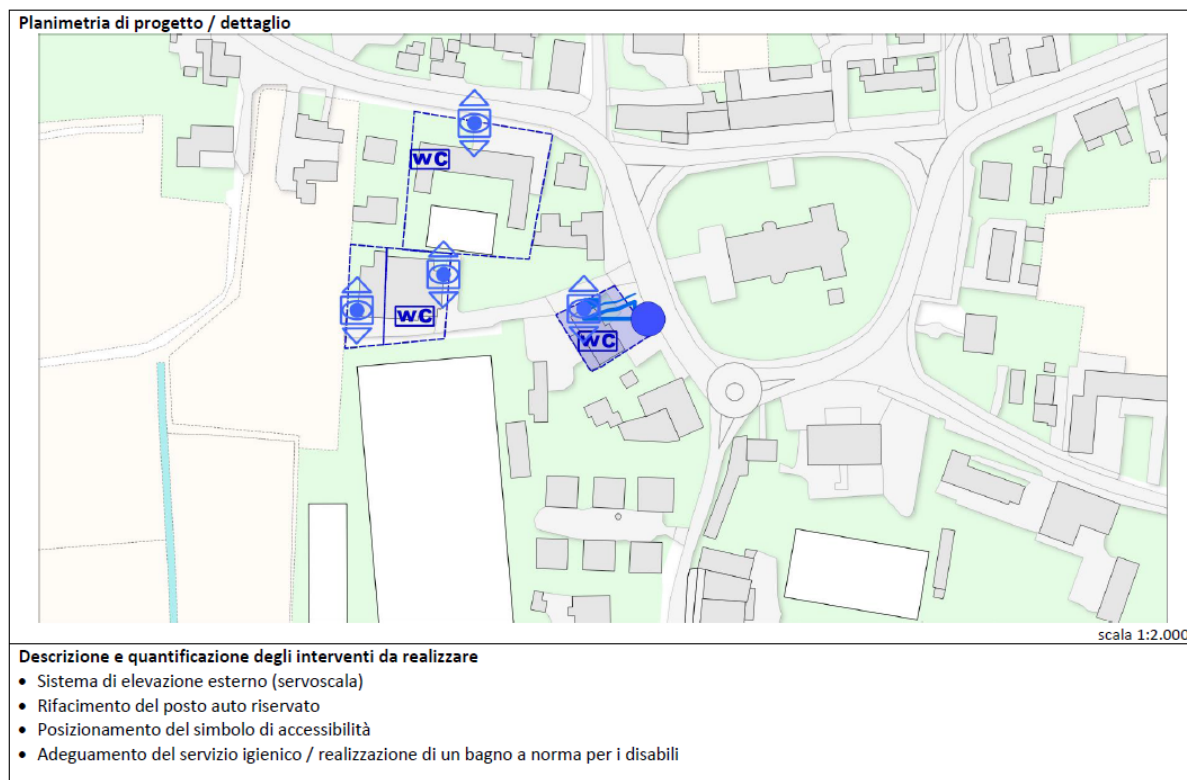 Planimetria di progetto / dettaglio
WC
WC
WC
scala 1:2.000
Descrizione e quantificazione degli interventi da realizzare
• Sistema di elevazione esterno (servoscala)
• Rifacimento del posto auto riservato
• Posizionamento del simbolo di accessibilità
• Adeguamento del servizio igienico / realizzazione di un bagno a norma per i disabili